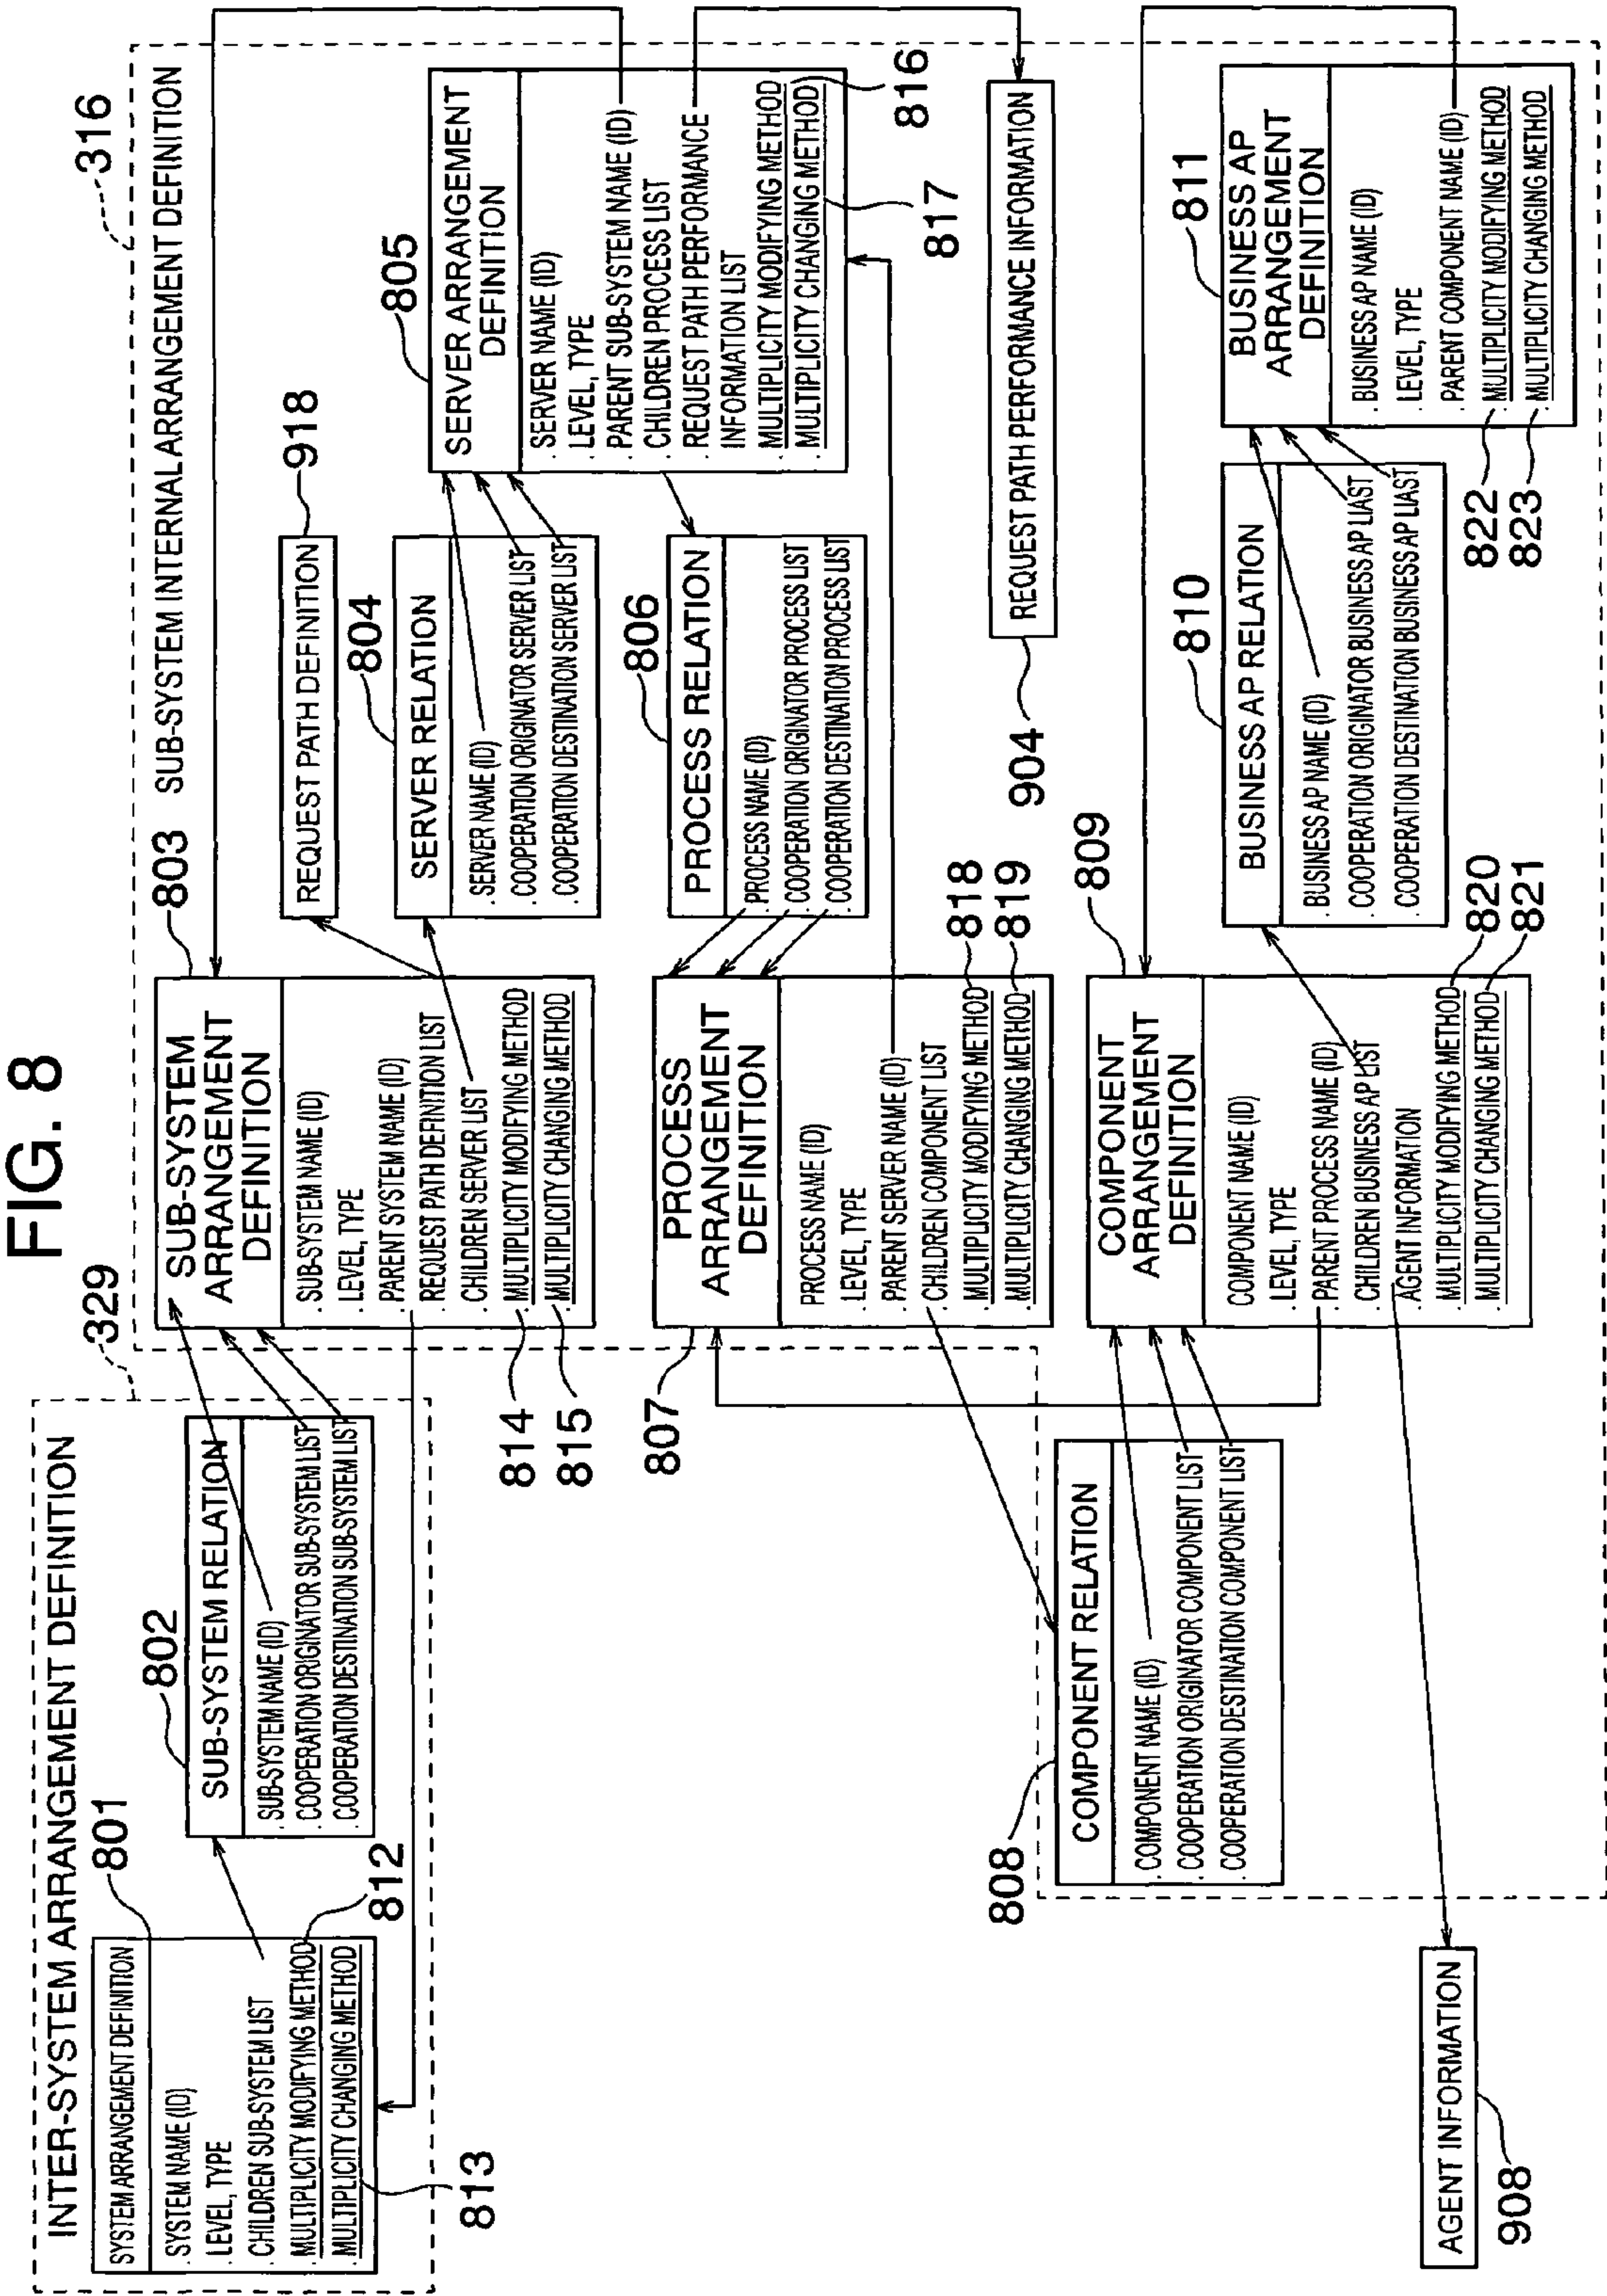 FIG. 8
INTER-SYSTEM ARRANGEMENT DEFINITION
329
801
SYSTEM ARRANGEMENT DEFINITION
. SYSTEM NAME (ID)
. LEVEL, TYPE
. CHILDREN SUB-SYSTEM LIST
. MULTIPLICITY MODIFYING METHOD
. MULTIPLICITY CHANGING METHOD
812
813
802
SUB-SYSTEM RELATION
. SUB-SYSTEM NAME (ID)
. COOPERATION ORIGINATOR SUB-SYSTEM LIST
. COOPERATION DESTINATION SUB-SYSTEM LIST
316
SUB-SYSTEM INTERNAL ARRANGEMENT DEFINITION
803
SUB-SYSTEM
ARRANGEMENT
DEFINITION
. SUB-SYSTEM NAME (ID)
. LEVEL, TYPE
. PARENT SYSTEM NAME (ID)
. REQUEST PATH DEFINITION LIST
. CHILDREN SERVER LIST
. MULTIPLICITY MODIFYING METHOD
. MULTIPLICITY CHANGING METHOD
814
815
918
REQUEST PATH DEFINITION
804
SERVER RELATION
. SERVER NAME (ID)
. COOPERATION ORIGINATOR SERVER LIST
. COOPERATION DESTINATION SERVER LIST
805
SERVER ARRANGEMENT
DEFINITION
. SERVER NAME (ID)
. LEVEL, TYPE
. PARENT SUB-SYSTEM NAME (ID)
. CHILDREN PROCESS LIST
. REQUEST PATH PERFORMANCE
INFORMATION LIST
. MULTIPLICITY MODIFYING METHOD
. MULTIPLICITY CHANGING METHOD
816
817
806
PROCESS RELATION
. PROCESS NAME (ID)
. COOPERATION ORIGINATOR PROCESS LIST
. COOPERATION DESTINATION PROCESS LIST
807
PROCESS
ARRANGEMENT
DEFINITION
PROCESS NAME (ID)
. LEVEL, TYPE
. PARENT SERVER NAME (ID)
. CHILDREN COMPONENT LIST
. MULTIPLICITY MODIFYING METHOD
. MULTIPLICITY CHANGING METHOD
818
819
REQUEST PATH PERFORMANCE INFORMATION
904
808
COMPONENT RELATION
. COMPONENT NAME (ID)
. COOPERATION ORIGINATOR COMPONENT LIST
. COOPERATION DESTINATION COMPONENT LIST
809
COMPONENT
ARRANGEMENT
DEFINITION
COMPONENT NAME (ID)
. LEVEL, TYPE
. PARENT PROCESS NAME (ID)
. CHILDREN BUSINESS AP LIST
. AGENT INFORMATION
. MULTIPLICITY MODIFYING METHOD
. MULTIPLICITY CHANGING METHOD
820
821
810
BUSINESS AP RELATION
. BUSINESS AP NAME (ID)
. COOPERATION ORIGINATOR BUSINESS AP LIAST
. COOPERATION DESTINATION BUSINESS AP LIAST
811
BUSINESS AP
ARRANGEMENT
DEFINITION
. BUSINESS AP NAME (ID)
. LEVEL, TYPE
. PARENT COMPONENT NAME (ID)
. MULTIPLICITY MODIFYING METHOD
. MULTIPLICITY CHANGING METHOD
822
823
AGENT INFORMATION
908